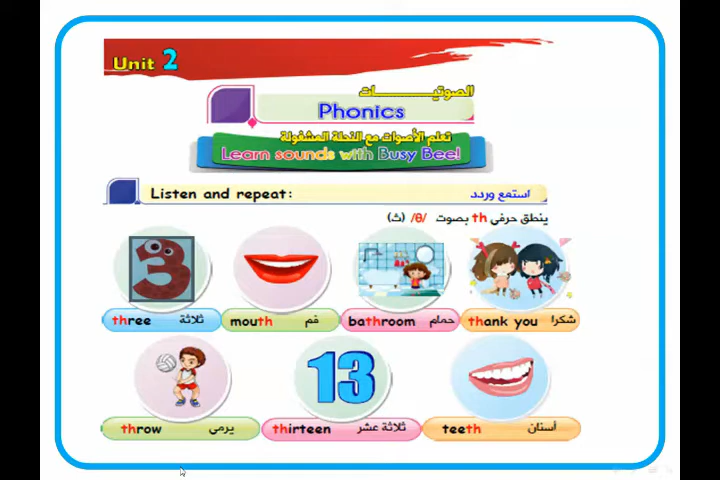 Unit 2
الصوتيـــــــــــات
Phonics
تعلم الأصوات مع النحلة المشغولة
Learn sounds with Busy Bee!
Listen and repeat: استمع وردد
ينطق حرفي th بصوت /θ/ (ث)
3
three ثلاثة mouth فم bathroom حمام thank you شكرا
13
throw يرمي thirteen ثلاثة عشر teeth أسنان